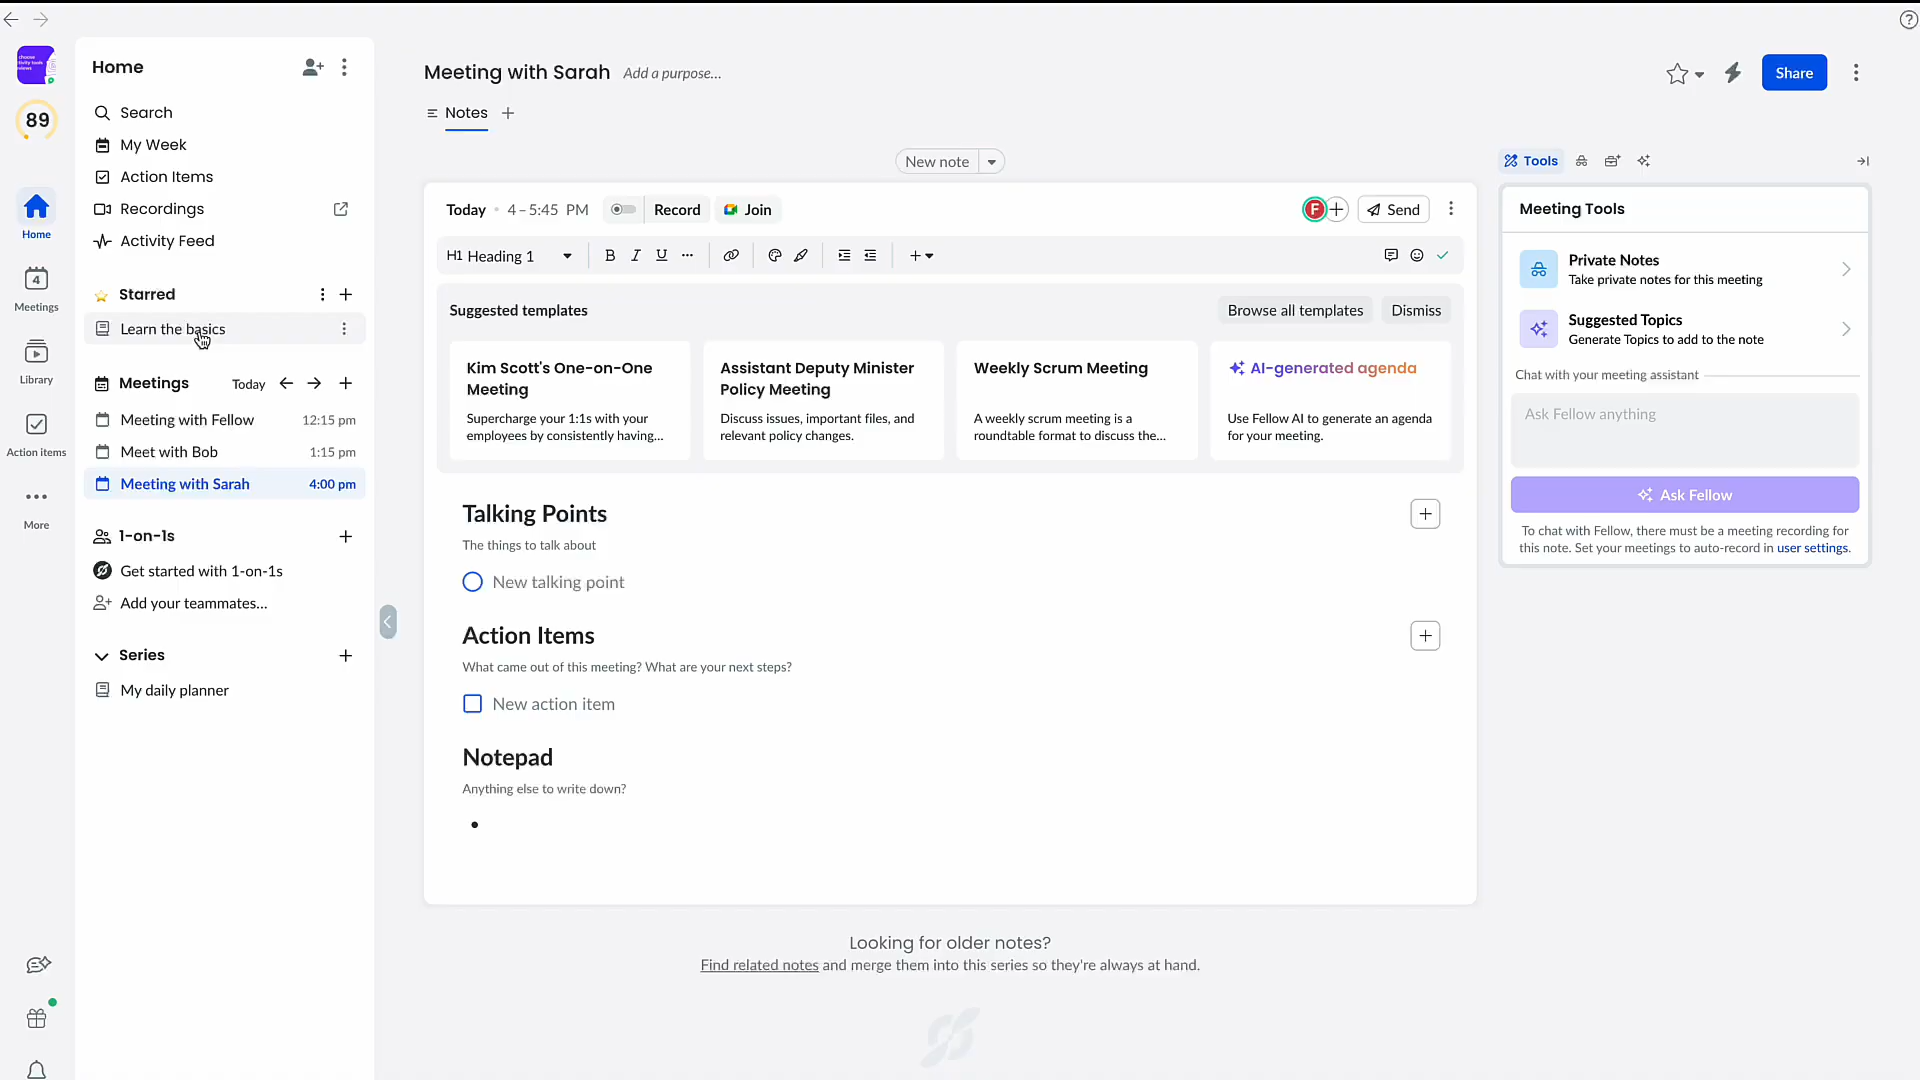 Home
Search
My Week
Action Items
Recordings
Activity Feed
Starred
Learn the basics
Meetings Today
Meeting with Fellow 12:15 pm
Meet with Bob 1:15 pm
Meeting with Sarah 4:00 pm
1-on-1s
Get started with 1-on-1s
Add your teammates...
Series
My daily planner
89
Home
4
Meetings
Library
Action items
More
Meeting with Sarah Add a purpose...
Share
Notes
New note
Today • 4 – 5:45 PM Record Join
F
Send
H1 Heading 1 B I U
Suggested templates
Browse all templates
Dismiss
Kim Scott's One-on-One
Meeting
Supercharge your 1:1s with your
employees by consistently having...
Assistant Deputy Minister
Policy Meeting
Discuss issues, important files, and
relevant policy changes.
Weekly Scrum Meeting
A weekly scrum meeting is a
roundtable format to discuss the...
AI-generated agenda
Use Fellow AI to generate an agenda
for your meeting.
Talking Points
The things to talk about
New talking point
Action Items
What came out of this meeting? What are your next steps?
New action item
Notepad
Anything else to write down?
Looking for older notes?
Find related notes and merge them into this series so they're always at hand.
Tools
Meeting Tools
Private Notes
Take private notes for this meeting
Suggested Topics
Generate Topics to add to the note
Chat with your meeting assistant
Ask Fellow anything
Ask Fellow
To chat with Fellow, there must be a meeting recording for
this note. Set your meetings to auto-record in user settings.